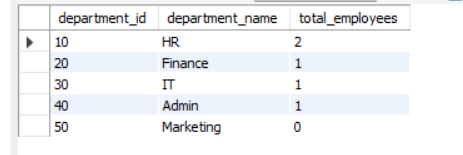 department_id department_name total_employees
10 HR 2
20 Finance 1
30 IT 1
40 Admin 1
50 Marketing 0